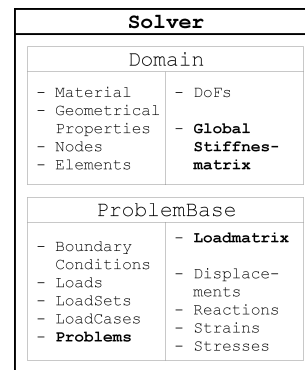 Solver
Domain
- Material
- Geometrical
Properties
- Nodes
- Elements
- DoFs
- Global
Stiffnes-
matrix
ProblemBase
- Boundary
Conditions
- Loads
- LoadSets
- LoadCases
- Problems
- Loadmatrix
- Displace-
ments
- Reactions
- Strains
- Stresses